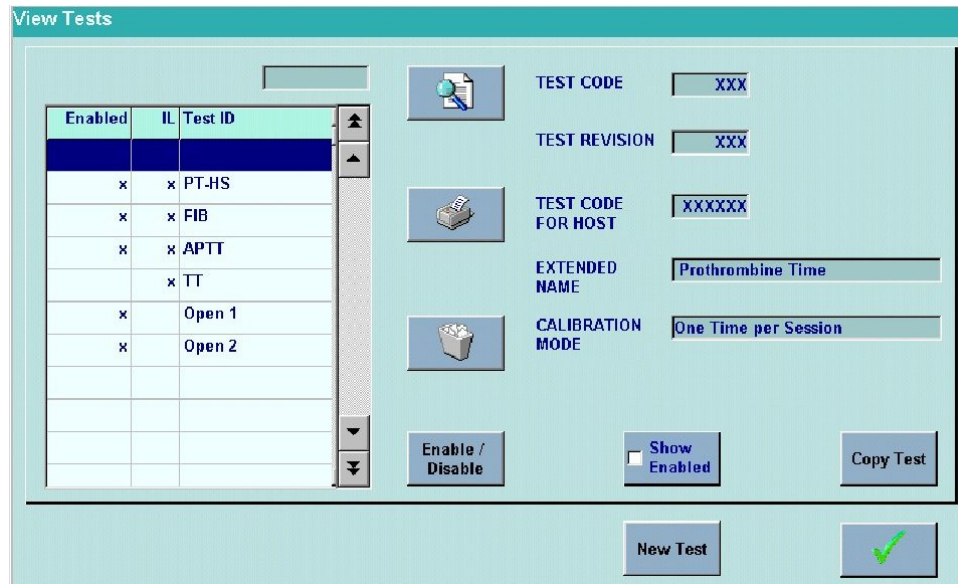 View Tests
Enabled IL Test ID
x x PT-HS
x x FIB
x x APTT
x TT
x Open 1
x Open 2
TEST CODE XXX
TEST REVISION XXX
TEST CODE
FOR HOST XXXXXX
EXTENDED
NAME Prothrombine Time
CALIBRATION
MODE One Time per Session
Enable /
Disable
Show
Enabled
Copy Test
New Test